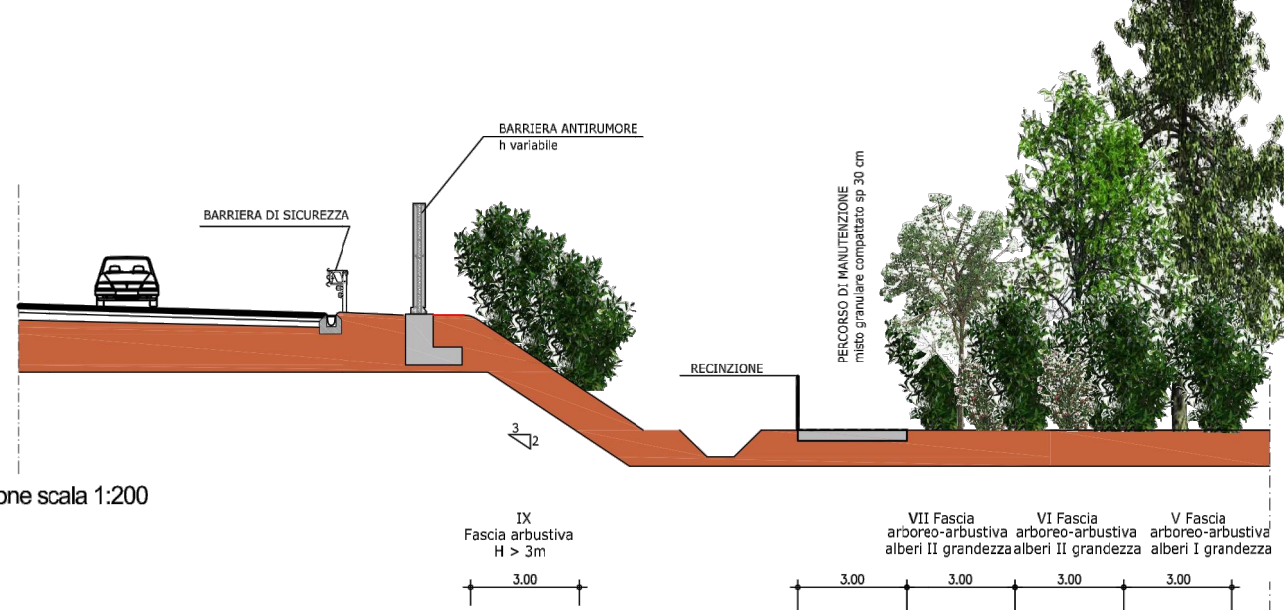 BARRIERA ANTIRUMORE
h variabile
BARRIERA DI SICUREZZA
PERCORSO DI MANUTENZIONE
misto granulare compattato sp 30 cm
RECINZIONE
3
2
one scala 1:200
IX
Fascia arbustiva
H > 3m
VII Fascia
arboreo-arbustiva
alberi II grandezza
VI Fascia
arboreo-arbustiva
alberi II grandezza
V Fascia
arboreo-arbustiva
alberi I grandezza
3.00
3.00
3.00
3.00
3.00